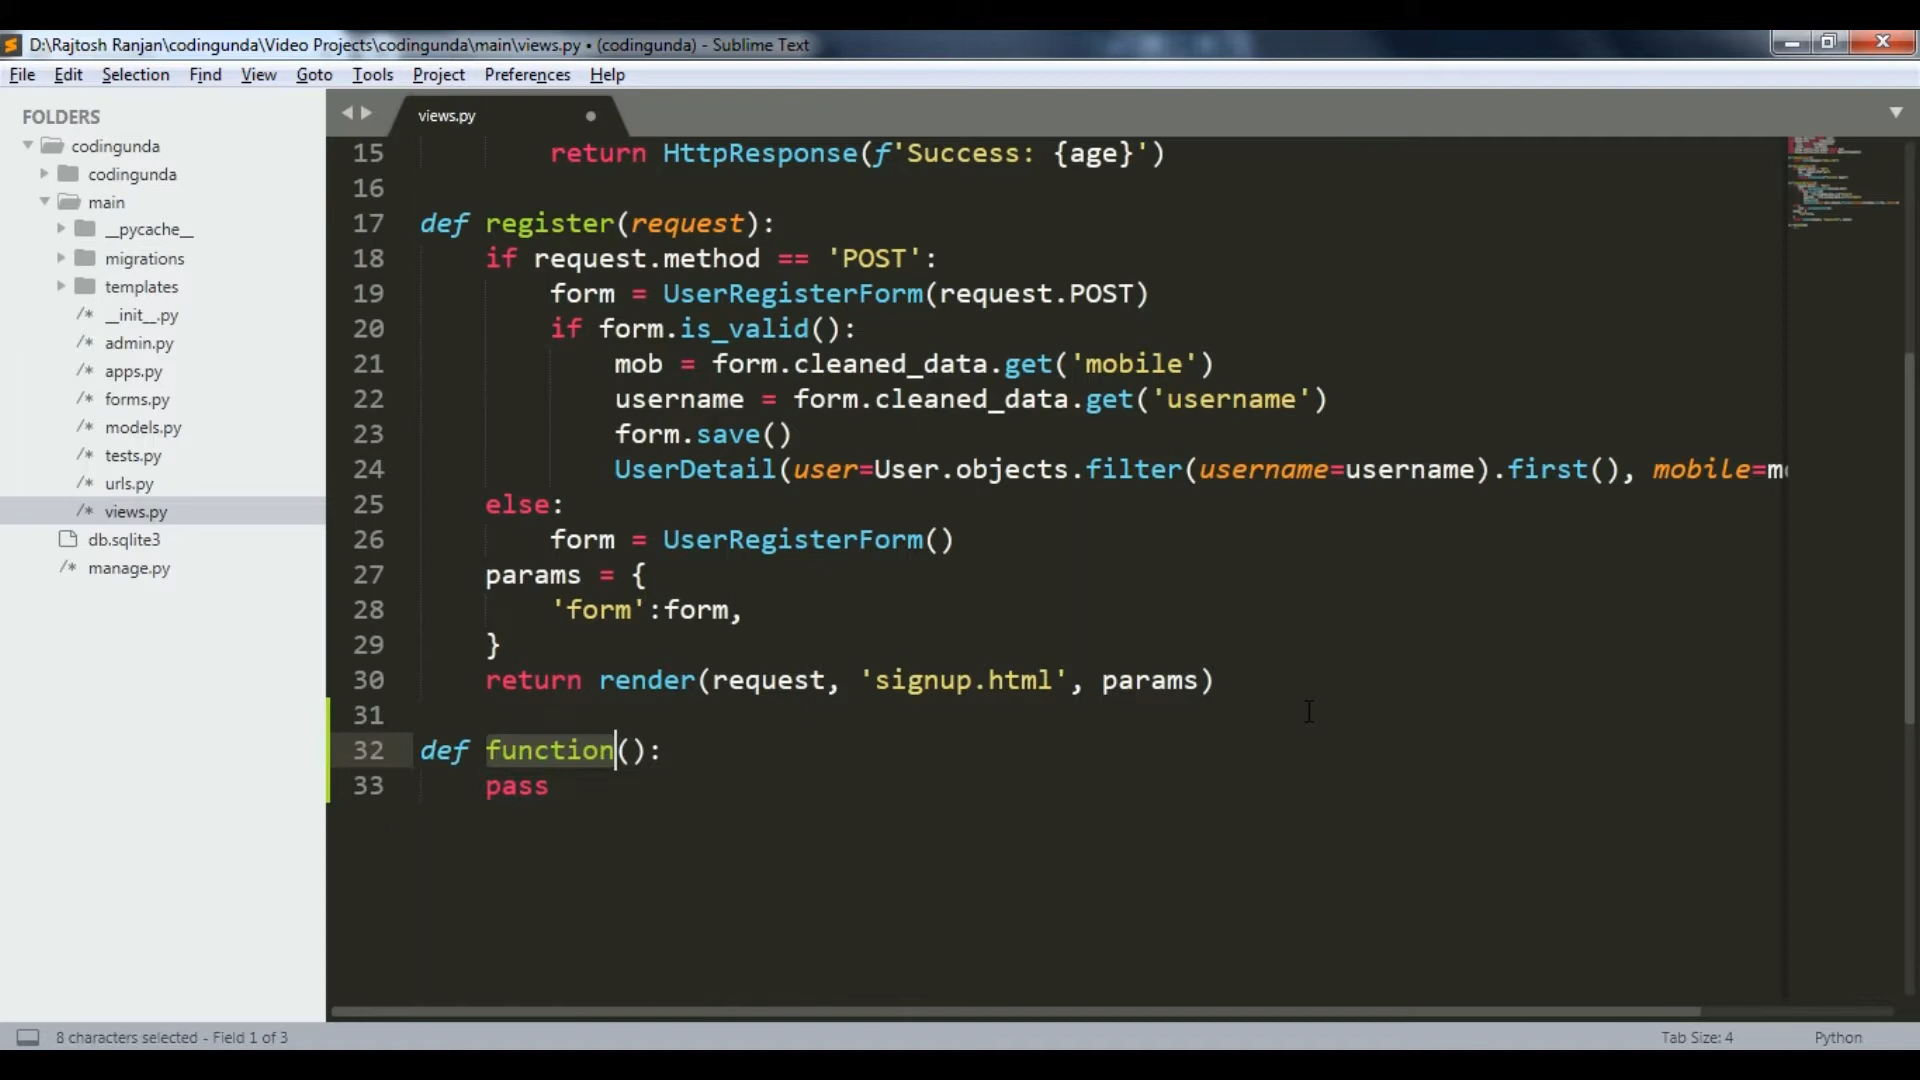 D:\Rajtosh Ranjan\codingunda\Video Projects\codingunda\main\views.py • (codingunda) - Sublime Text
File Edit Selection Find View Goto Tools Project Preferences Help
FOLDERS
codingunda
codingunda
main
__pycache__
migrations
templates
/* __init__.py
/* admin.py
/* apps.py
/* forms.py
/* models.py
/* tests.py
/* urls.py
/* views.py
db.sqlite3
/* manage.py
views.py
15 return HttpResponse(f'Success: {age}')
16
17 def register(request):
18 if request.method == 'POST':
19 form = UserRegisterForm(request.POST)
20 if form.is_valid():
21 mob = form.cleaned_data.get('mobile')
22 username = form.cleaned_data.get('username')
23 form.save()
24 UserDetail(user=User.objects.filter(username=username).first(), mobile=m
25 else:
26 form = UserRegisterForm()
27 params = {
28 'form':form,
29 }
30 return render(request, 'signup.html', params)
31
32 def function():
33 pass
8 characters selected - Field 1 of 3
Tab Size: 4
Python